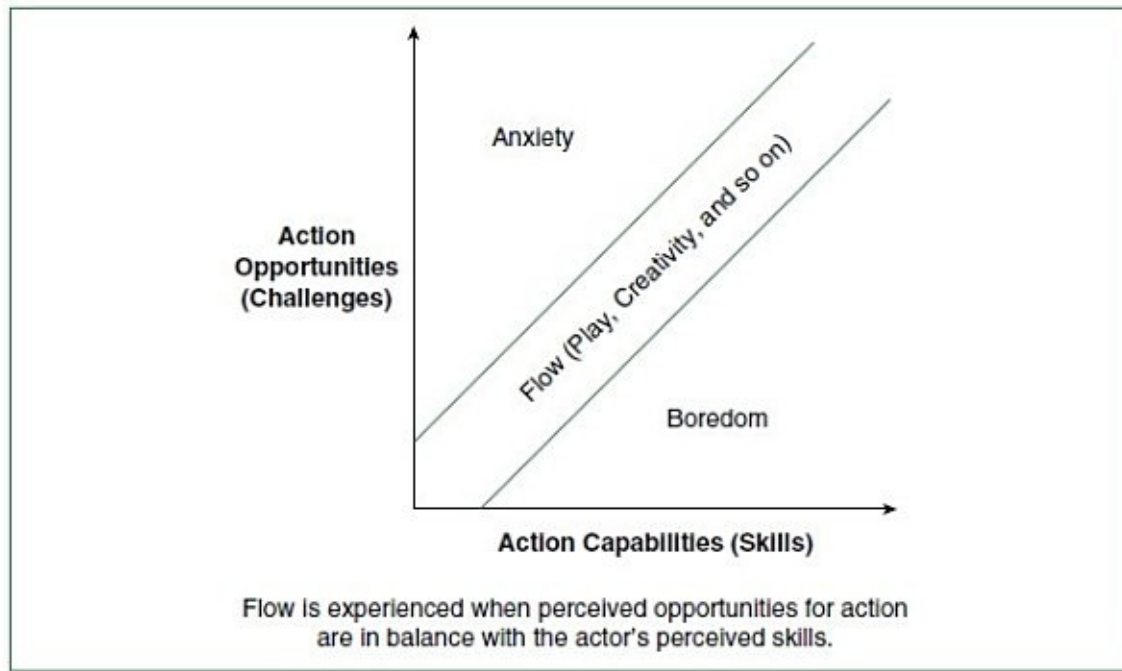 Anxiety
Action
Opportunities
(Challenges)
Flow (Play, Creativity, and so on)
Boredom
Action Capabilities (Skills)
Flow is experienced when perceived opportunities for action
are in balance with the actor's perceived skills.